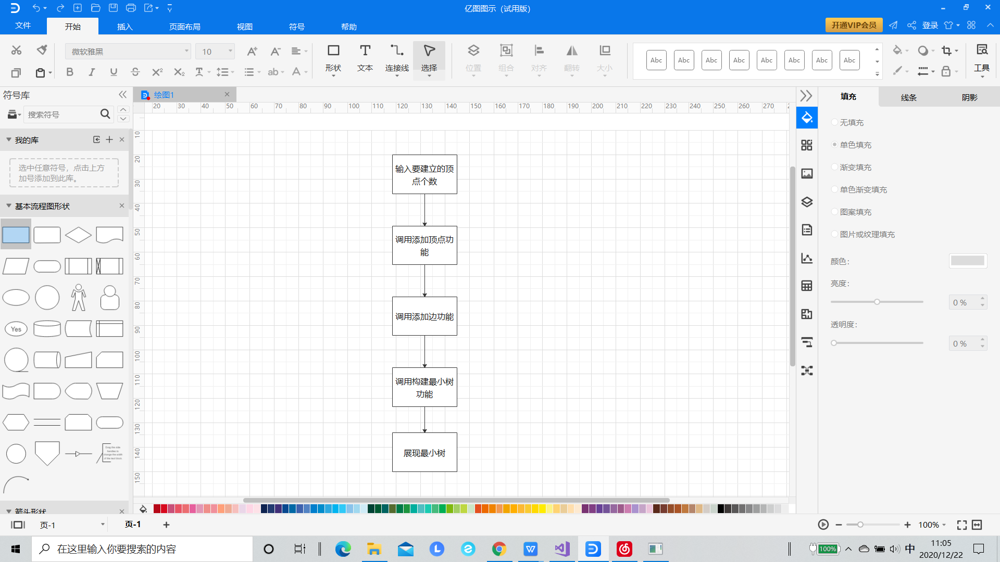 亿图图示（试用版）
文件
开始
插入
页面布局
视图
符号
帮助
开通VIP会员
登录
微软雅黑
10
形状
文本
连接线
选择
位置
组合
对齐
翻转
大小
Abc Abc Abc Abc Abc Abc Abc Abc
工具
符号库
搜索符号
我的库
选中任意符号，点击上方
加号添加到此库。
基本流程图形状
Yes
Drag the side
handles to
change the width
of the text block.
箭头形状
绘图1
20 30 40 50 60 70 80 90 100 110 120 130 140 150 160 170 180 190 200 210 220 230 240 250 260 270
10
20
30
40
50
60
70
80
90
100
110
120
130
140
150
输入要建立的顶
点个数
调用添加顶点功
能
调用添加边功能
调用构建最小树
功能
展现最小树
填充
线条
阴影
无填充
单色填充
渐变填充
单色渐变填充
图案填充
图片或纹理填充
颜色:
亮度:
0 %
透明度:
0 %
页-1
页-1
100%
在这里输入你要搜索的内容
100%
中
11:05
2020/12/22